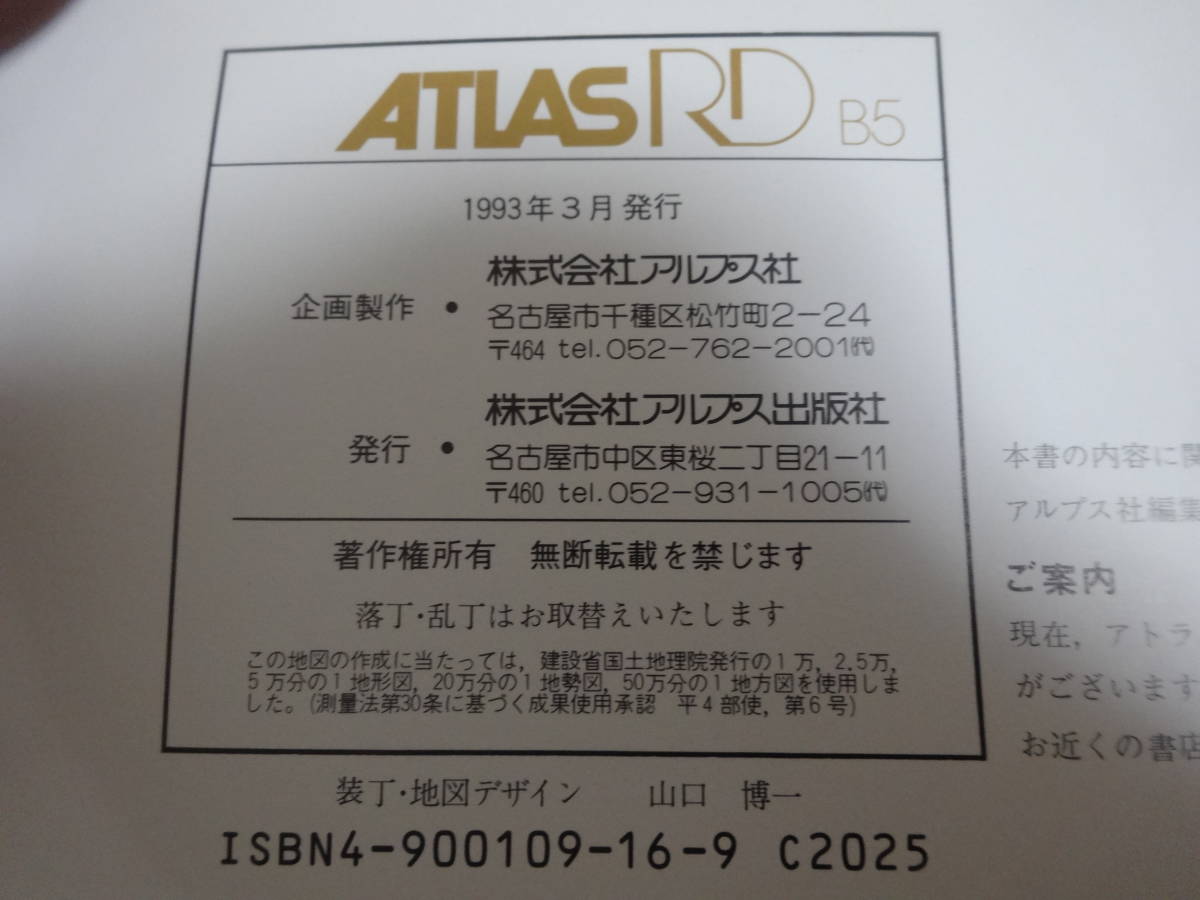 ATLAS RD B5
1993年3月発行
企画製作 • 株式会社アルプス社
名古屋市千種区松竹町2-24
〒464 tel.052-762-2001㈹
発行 • 株式会社アルプス出版社
名古屋市中区東桜二丁目21-11
〒460 tel.052-931-1005㈹
著作権所有 無断転載を禁じます
落丁・乱丁はお取替えいたします
この地図の作成に当たっては，建設省国土地理院発行の1万，2.5万，
5万分の1地形図，20万分の1地勢図，50万分の1地方図を使用しま
した。(測量法第30条に基づく成果使用承認 平4部使，第6号)
装丁・地図デザイン 山口 博一
ISBN4-900109-16-9 C2025
本書の内容に関
アルプス社編集
ご案内
現在，アトラ
がございます
お近くの書店